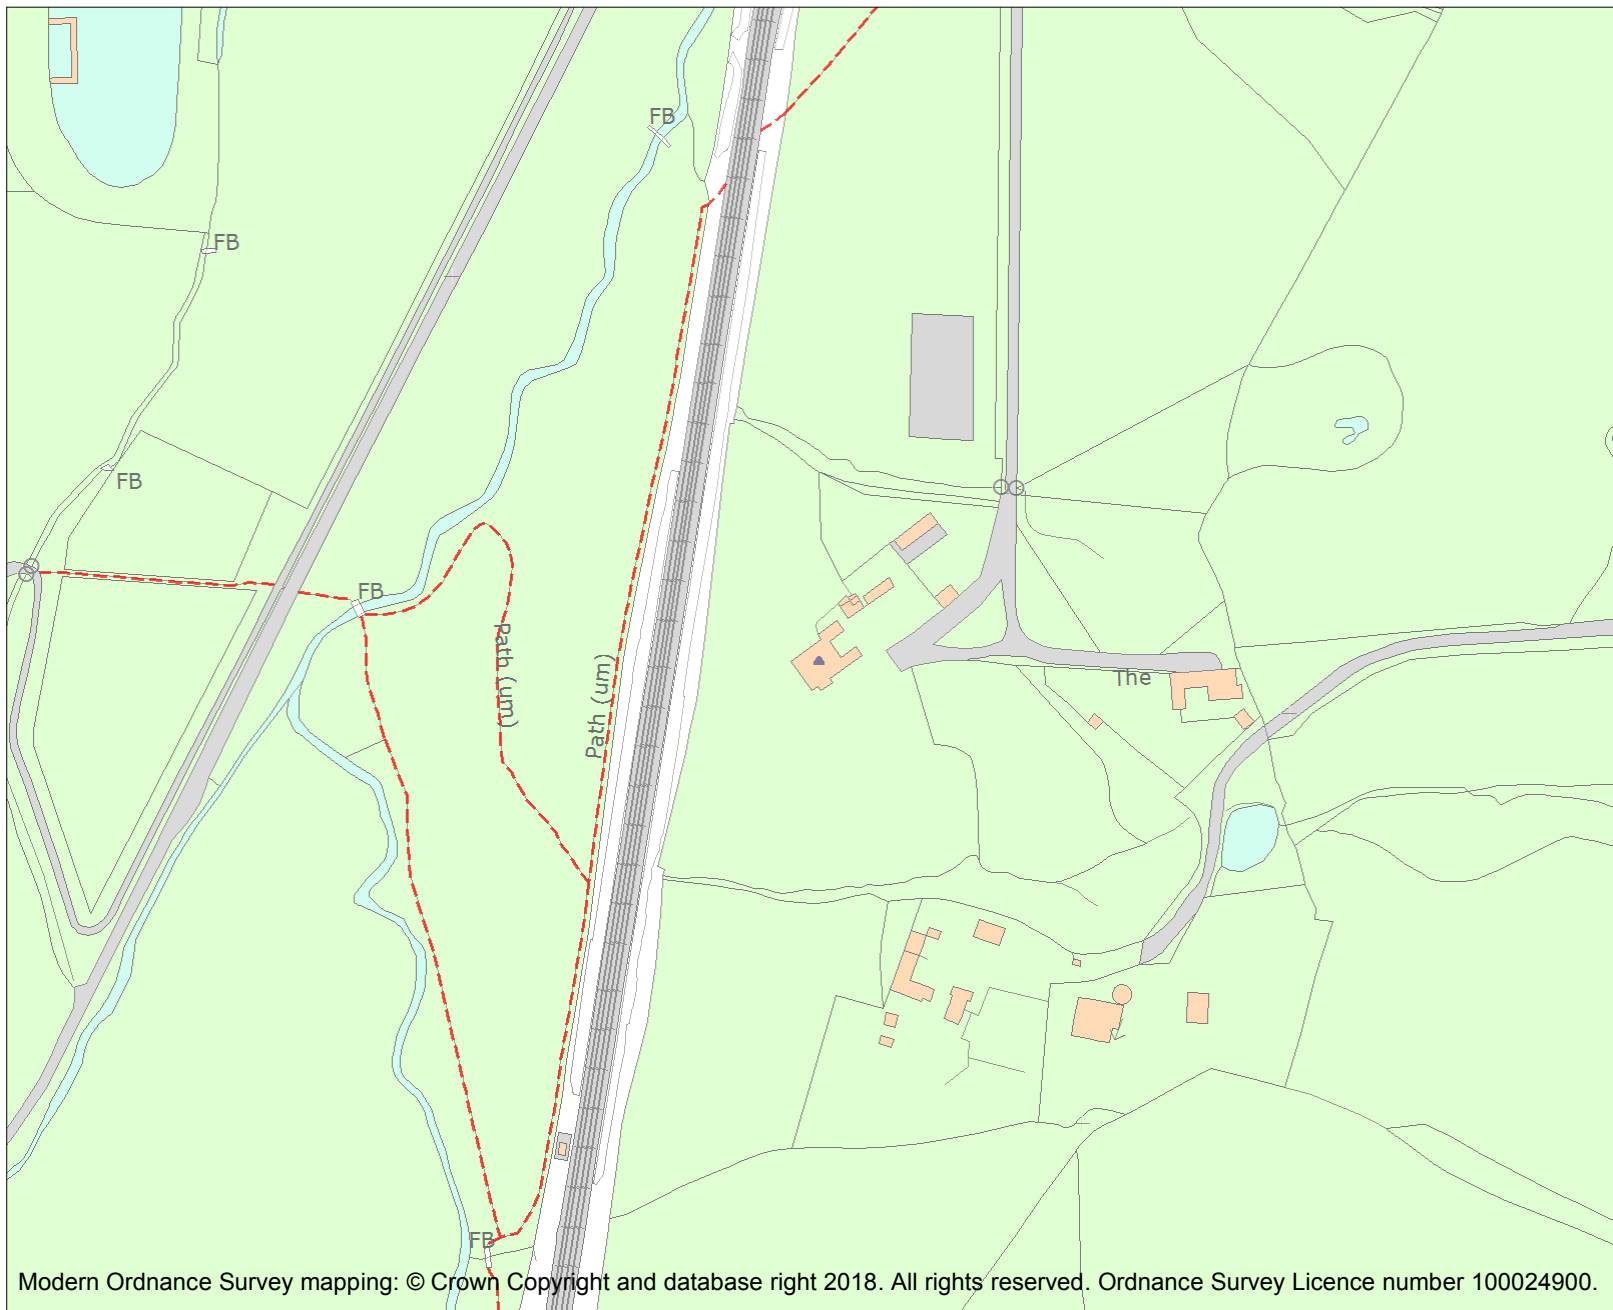 FB
FB
FB
FB
Path (um)
Path (um)
The
FB
Modern Ordnance Survey mapping: © Crown Copyright and database right 2018. All rights reserved. Ordnance Survey Licence number 100024900.